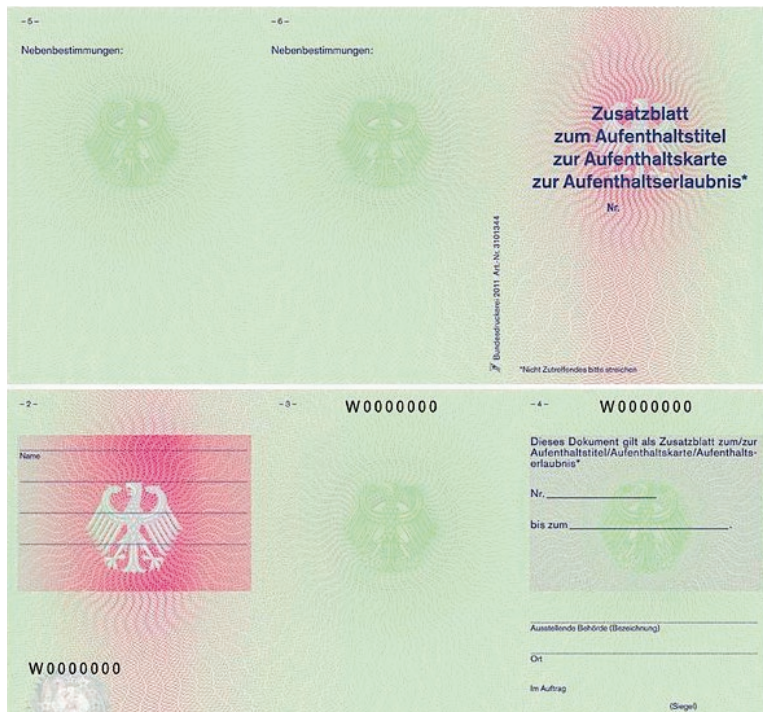 -5-
Nebenbestimmungen:
-6-
Nebenbestimmungen:
Zusatzblatt
zum Aufenthaltstitel
zur Aufenthaltskarte
zur Aufenthaltserlaubnis*
Nr.
Bundesdruckerei 2011 Art.-Nr. 3101344
*Nicht Zutreffendes bitte streichen
-2-
Name
W0000000
-3-
W0000000
-4-
W0000000
Dieses Dokument gilt als Zusatzblatt zum/zur
Aufenthaltstitel/Aufenthaltskarte/Aufenthalts-
erlaubnis*
Nr.
bis zum .
Ausstellende Behörde (Bezeichnung)
Ort
Im Auftrag
(Siegel)